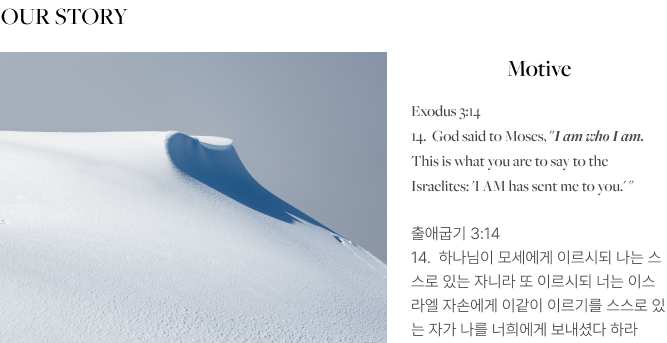 OUR STORY
Motive
Exodus 3:14
14. God said to Moses, "I am who I am.
This is what you are to say to the
Israelites: 'I AM has sent me to you.' "
출애굽기 3:14
14. 하나님이 모세에게 이르시되 나는 스
스로 있는 자니라 또 이르시되 너는 이스
라엘 자손에게 이같이 이르기를 스스로 있
는 자가 나를 너희에게 보내셨다 하라